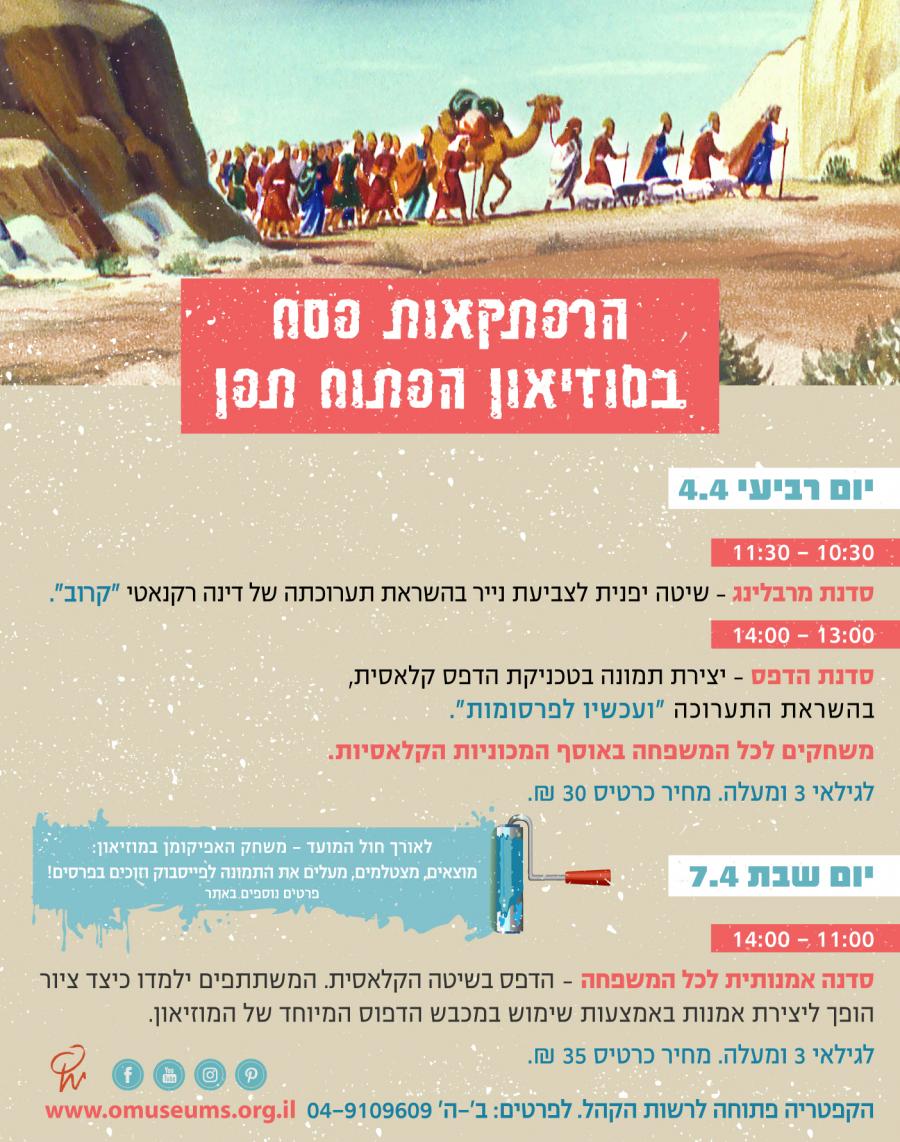 הרפתקאות פסח
במוזיאון הפתוח תפן
יום רביעי 4.4
10:30 - 11:30
סדנת מרבלינג - שיטה יפנית לצביעת נייר בהשראת תערוכתה של דינה רקנאטי "קרוב".
13:00 - 14:00
סדנת הדפס - יצירת תמונה בטכניקת הדפס קלאסית,
בהשראת התערוכה "ועכשיו לפרסומות".
משחקים לכל המשפחה באוסף המכוניות הקלאסיות.
לגילאי 3 ומעלה. מחיר כרטיס 30 ₪.
לאורך חול המועד - משחק האפיקומן במוזיאון:
מוצאים, מצטלמים, מעלים את התמונה לפייסבוק וזוכים בפרסים!
פרטים נוספים באתר
יום שבת 7.4
11:00 - 14:00
סדנה אמנותית לכל המשפחה - הדפס בשיטה הקלאסית. המשתתפים ילמדו כיצד ציור
הופך ליצירת אמנות באמצעות שימוש במכבש הדפוס המיוחד של המוזיאון.
לגילאי 3 ומעלה. מחיר כרטיס 35 ₪.
You Tube
הקפטריה פתוחה לרשות הקהל. לפרטים: ב'-ה' 04-9109609 www.omuseums.org.il